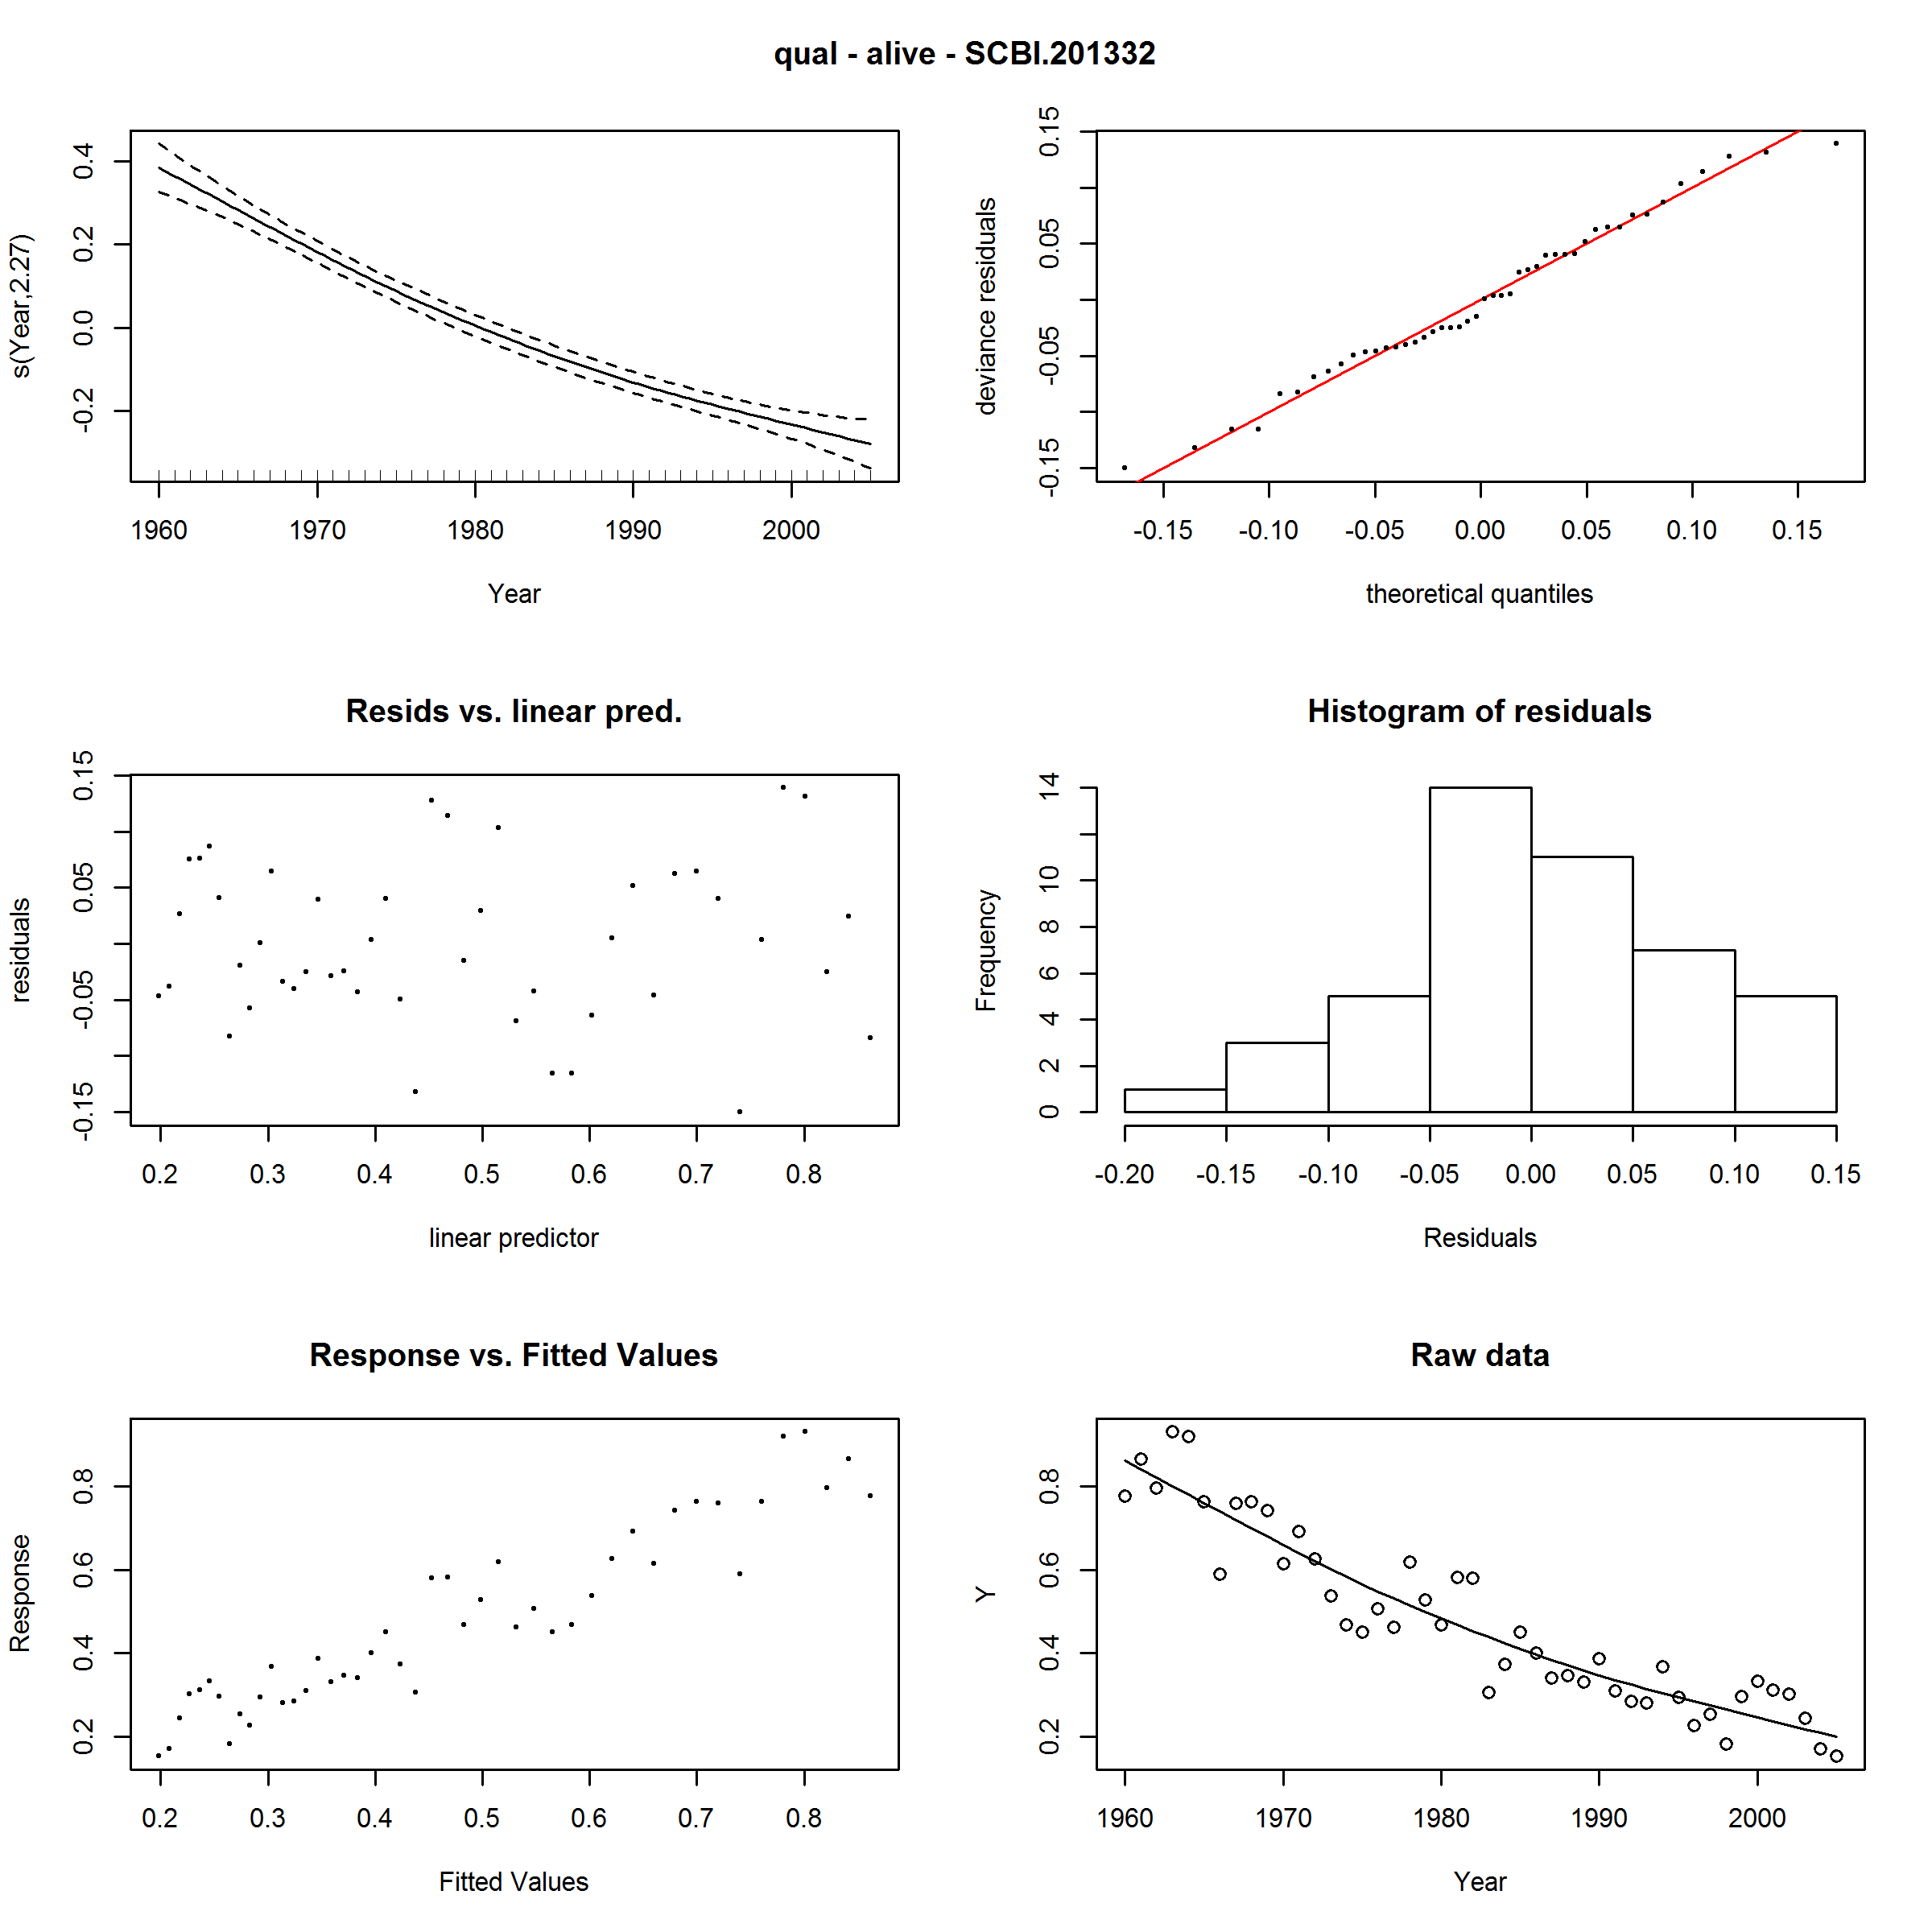 qual - alive - SCBI.201332
s(Year,2.27)
0.4
0.2
0.0
-0.2
1960 1970 1980 1990 2000
Year
deviance residuals
0.15
0.05
-0.05
-0.15
-0.15 -0.10 -0.05 0.00 0.05 0.10 0.15
theoretical quantiles
Resids vs. linear pred.
residuals
0.15
0.05
-0.05
-0.15
0.2 0.3 0.4 0.5 0.6 0.7 0.8
linear predictor
Histogram of residuals
Frequency
14
10
8
6
4
2
0
-0.20 -0.15 -0.10 -0.05 0.00 0.05 0.10 0.15
Residuals
Response vs. Fitted Values
Response
0.8
0.6
0.4
0.2
0.2 0.3 0.4 0.5 0.6 0.7 0.8
Fitted Values
Raw data
Y
0.8
0.6
0.4
0.2
1960 1970 1980 1990 2000
Year